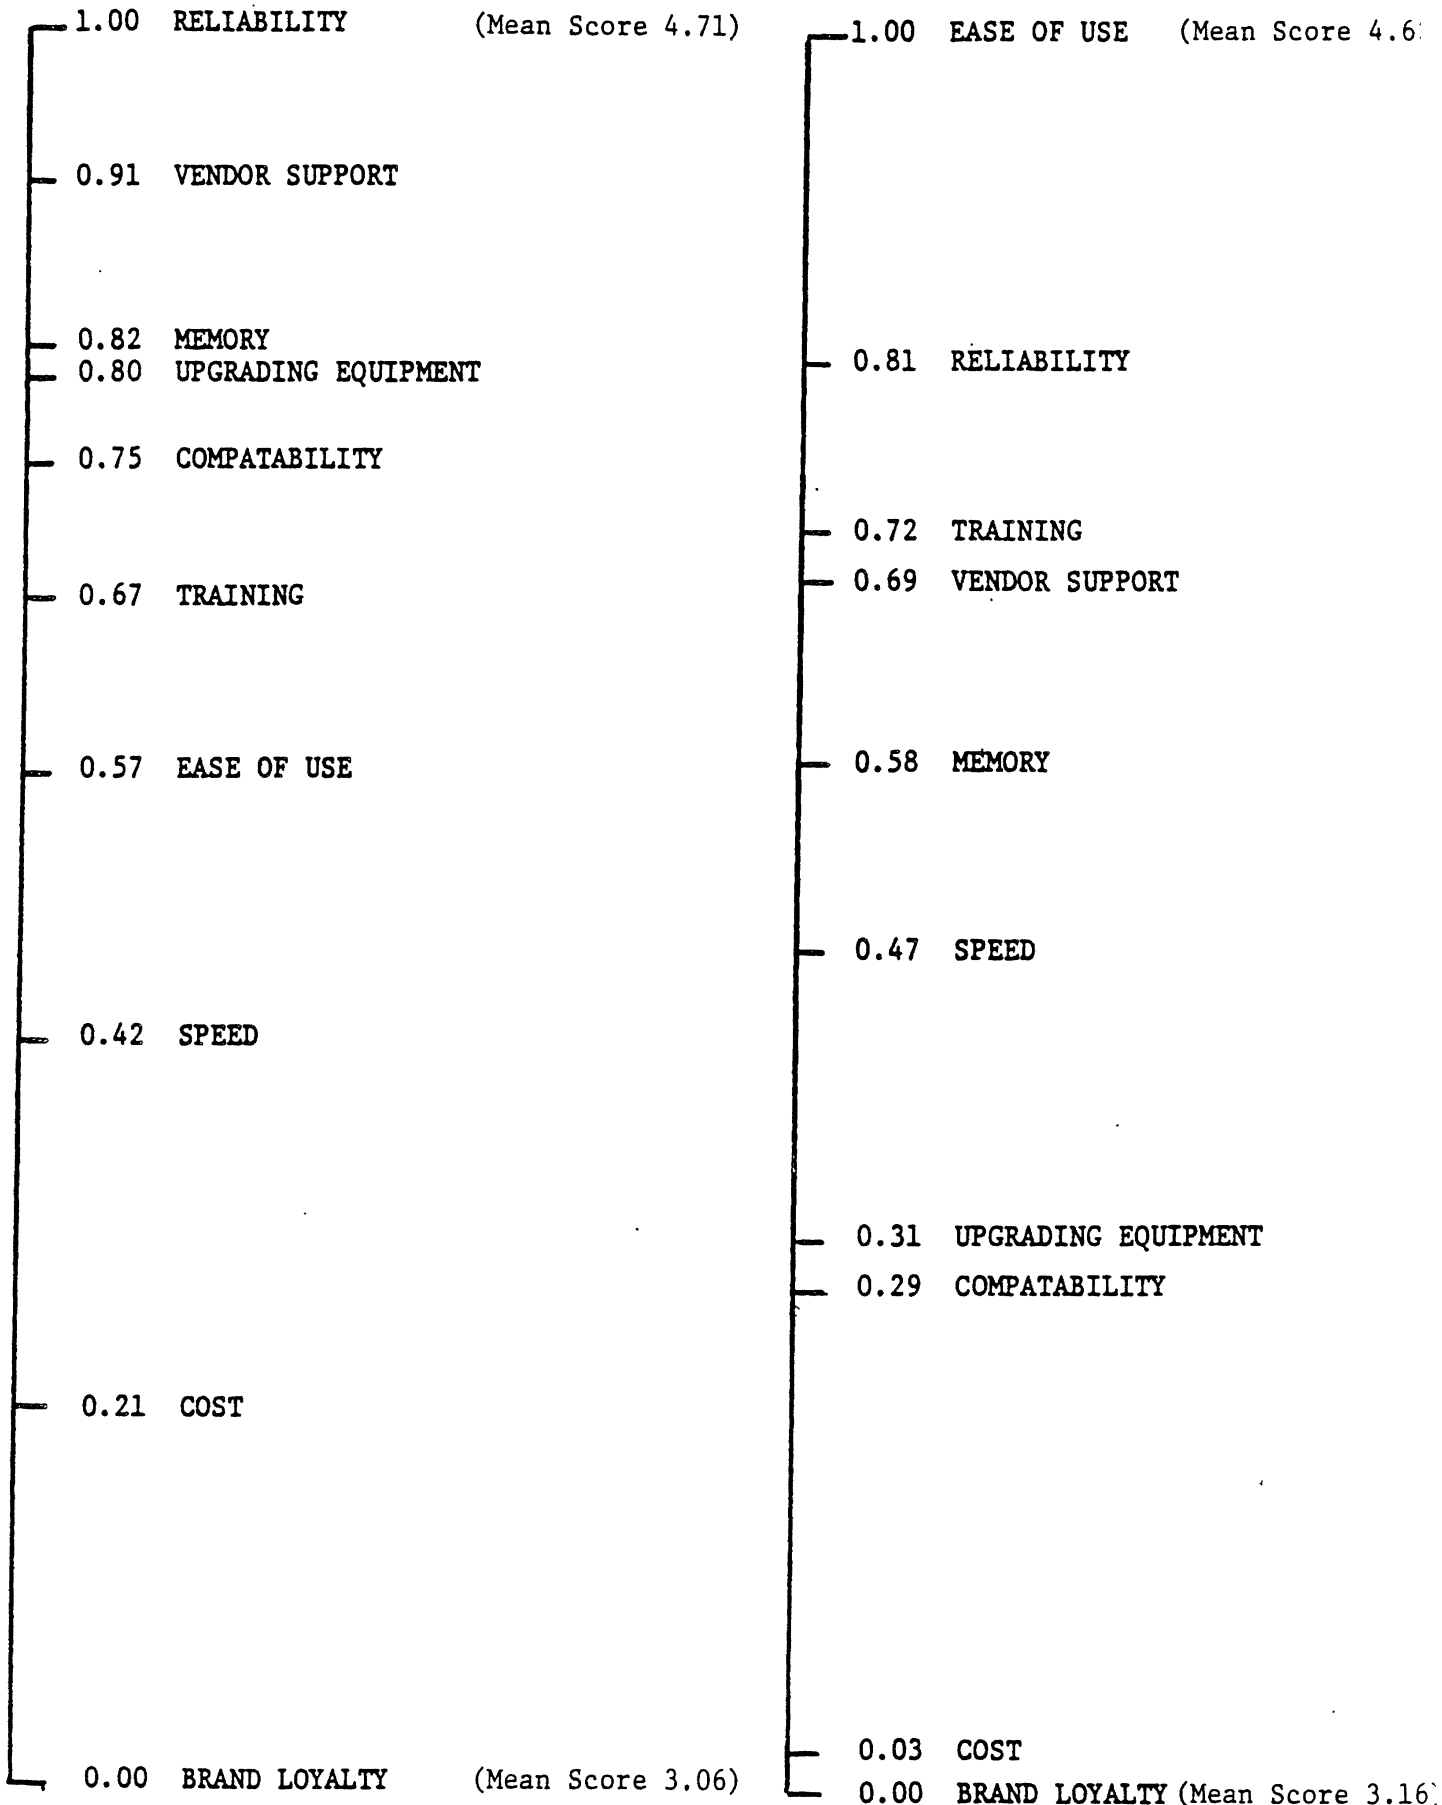 1.00 RELIABILITY (Mean Score 4.71)
0.91 VENDOR SUPPORT
0.82 MEMORY
0.80 UPGRADING EQUIPMENT
0.75 COMPATABILITY
0.67 TRAINING
0.57 EASE OF USE
0.42 SPEED
0.21 COST
0.00 BRAND LOYALTY (Mean Score 3.06)
1.00 EASE OF USE (Mean Score
0.81 RELIABILITY
0.72 TRAINING
0.69 VENDOR SUPPORT
0.58 MEMORY
0.47 SPEED
0.31 UPGRADING EQUIPMENT
0.29 COMPATABILITY
0.03 COST
0.00 BRAND LOYALTY (Mean Score 3.16)